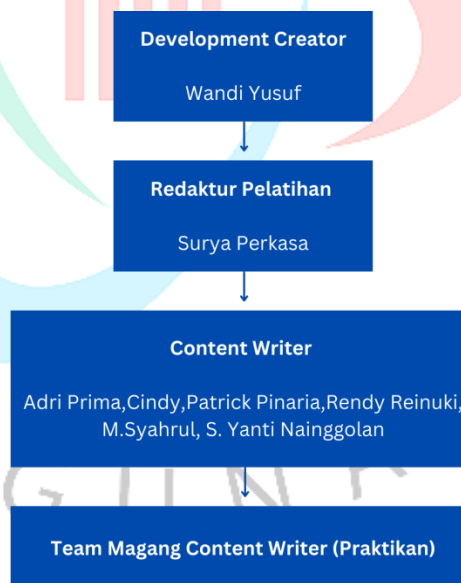 Development Creator
Wandi Yusuf
Redaktur Pelatihan
Surya Perkasa
Content Writer
Adri Prima,Cindy,Patrick Pinaria,Rendy Reinuki,
M.Syahrul, S. Yanti Nainggolan
Team Magang Content Writer (Praktikan)